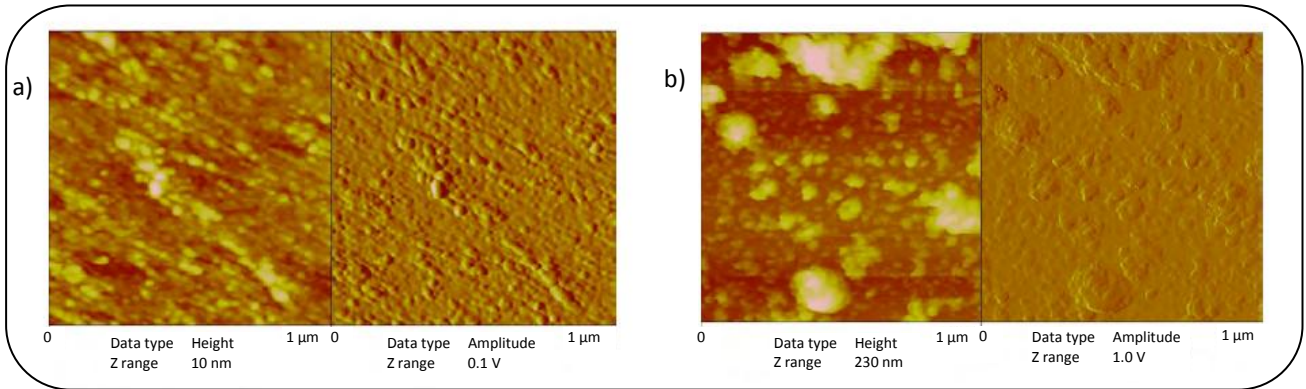 a)
b)
0 1 µm 0 1 µm
Data type Height Data type Amplitude
Z range 10 nm Z range 0.1 V
0 1 µm 0 1 µm
Data type Height Data type Amplitude
Z range 230 nm Z range 1.0 V